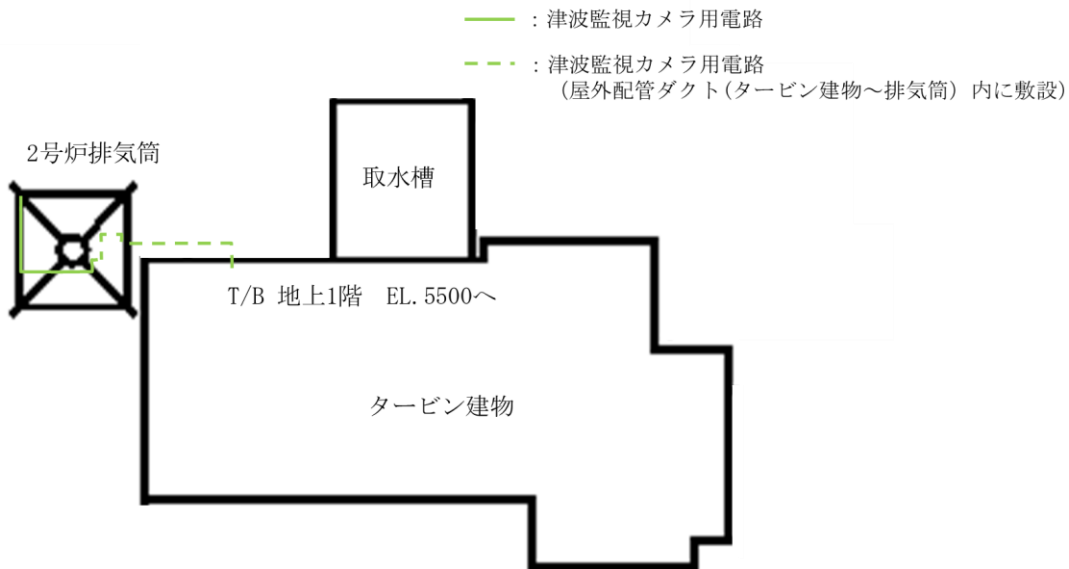 ：津波監視カメラ用電路
：津波監視カメラ用電路
(屋外配管ダクト(タービン建物～排気筒) 内に敷設)
2号炉排気筒
取水槽
T/B 地上1階 EL.5500へ
タービン建物